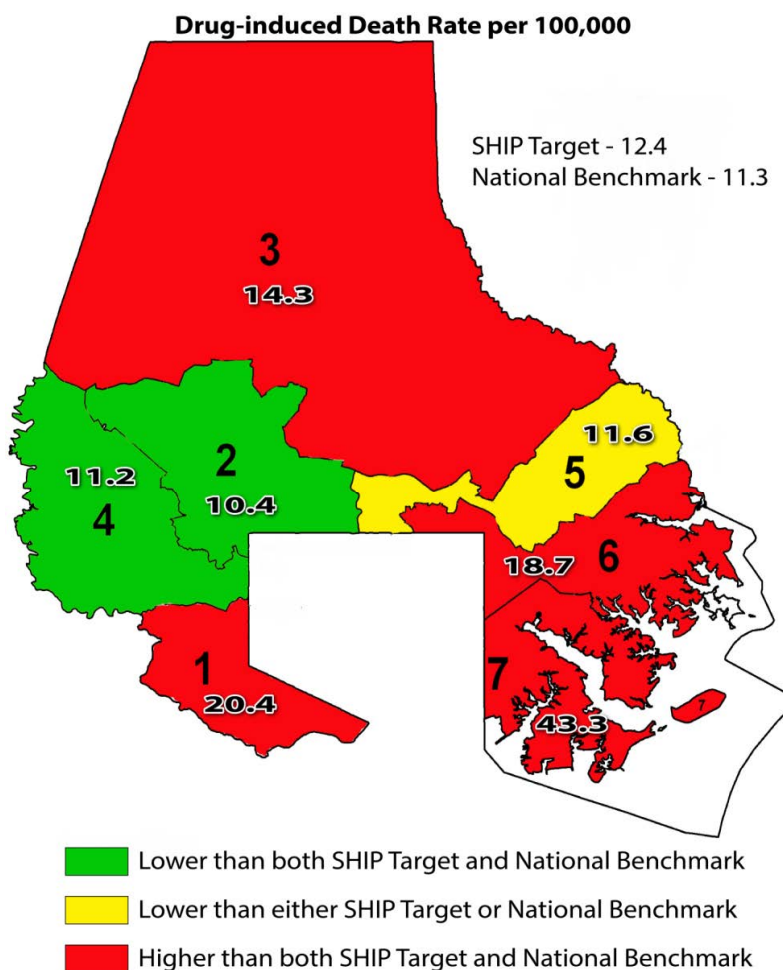 Drug-induced Death Rate per 100,000
SHIP Target - 12.4
National Benchmark - 11.3
3
14.3
11.6
5
2
11.2
10.4
4
6
18.7
1
20.4
7
7
43.3
Lower than both SHIP Target and National Benchmark
Lower than either SHIP Target or National Benchmark
Higher than both SHIP Target and National Benchmark